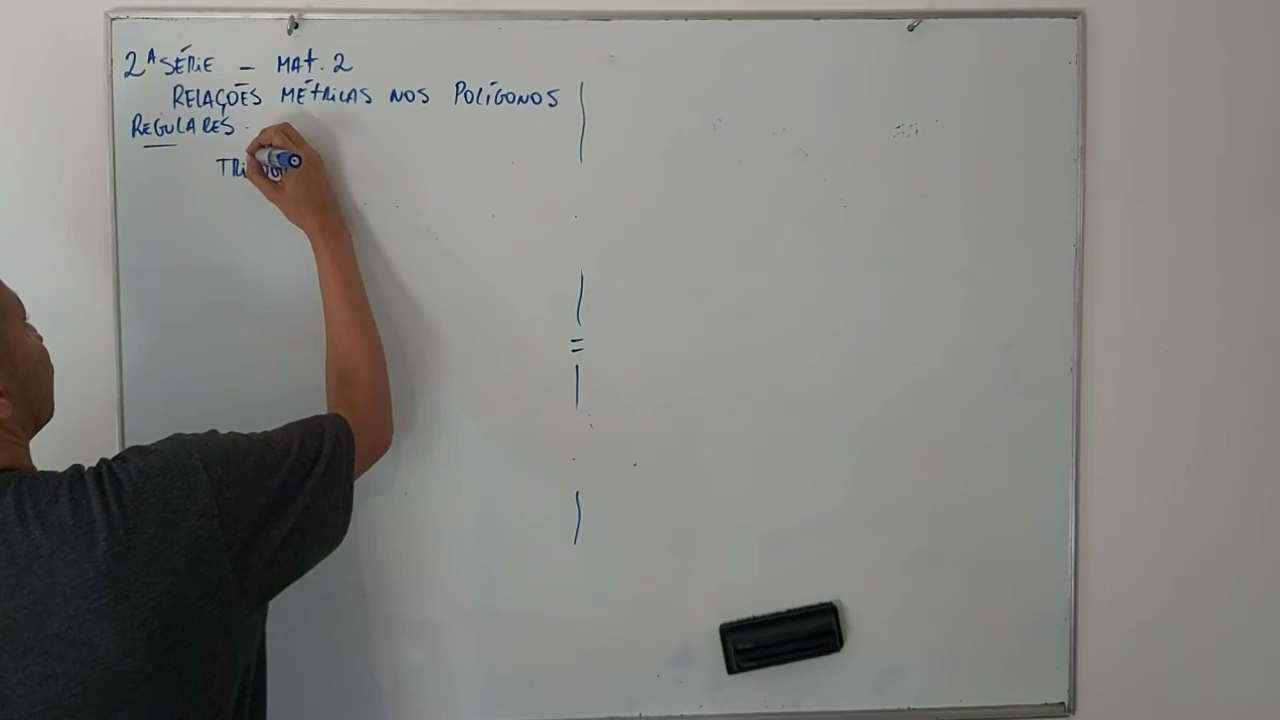 2ª SÉRIE - MAT. 2
RELAÇÕES MÉTRICAS NOS POLÍGONOS
REGULARES.